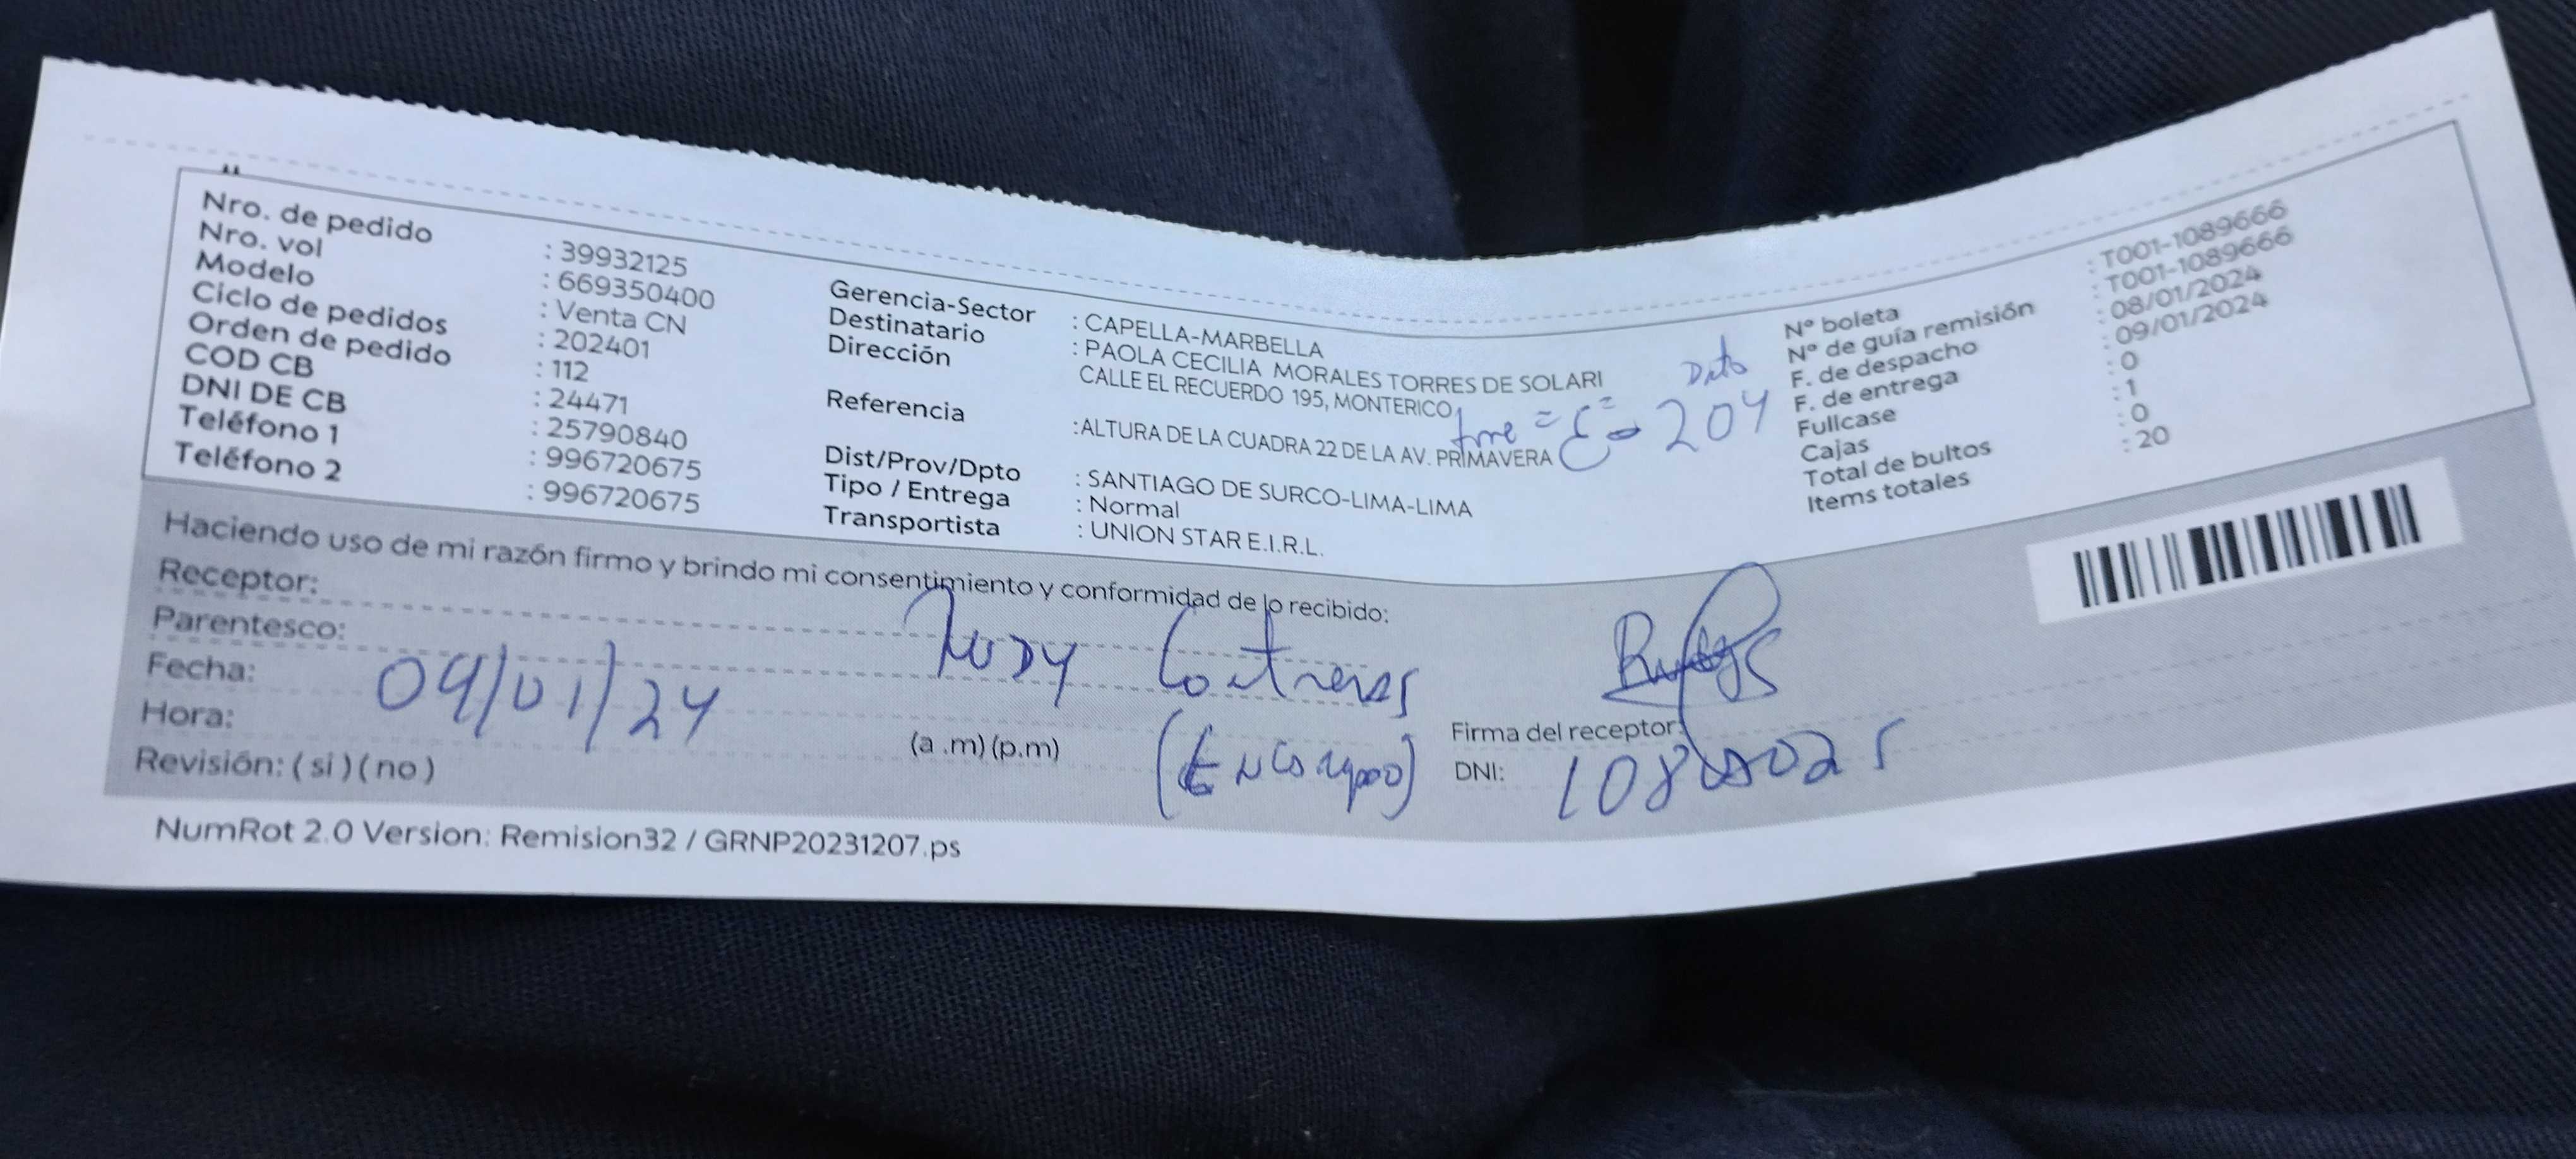 Nro. de pedido : 39932125
Nro. vol : 669350400
Modelo : Venta CN
Ciclo de pedidos : 202401
Orden de pedido : 112
COD CB : 24471
DNI DE CB : 25790840
Teléfono 1 : 996720675
Teléfono 2 : 996720675
Gerencia-Sector : CAPELLA-MARBELLA
Destinatario : PAOLA CECILIA MORALES TORRES DE SOLARI
Dirección CALLE EL RECUERDO 195, MONTERICO
Referencia :ALTURA DE LA CUADRA 22 DE LA AV. PRIMAVERA
Dist/Prov/Dpto : SANTIAGO DE SURCO-LIMA-LIMA
Tipo / Entrega : Normal
Transportista : UNION STAR E.I.R.L.
Dpto
204
Nº boleta : T001-1089666
Nº de guía remisión : T001-1089666
F. de despacho : 08/01/2024
F. de entrega : 09/01/2024
Fullcase : 0
Cajas : 1
Total de bultos : 0
Items totales : 20
Haciendo uso de mi razón firmo y brindo mi consentimiento y conformidad de lo recibido:
Receptor: Rudy Contreras
Parentesco:
Fecha: 09/01/24
Hora: (a .m) (p.m)
Revisión: ( si ) ( no )
Firma del receptor:
DNI:
NumRot 2.0 Version: Remision32 / GRNP20231207.ps